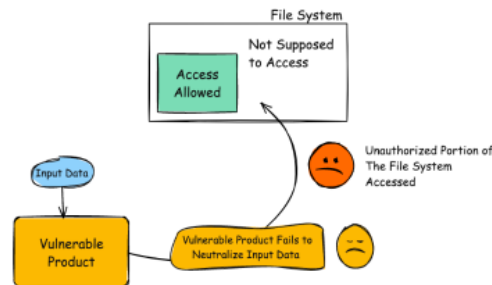 File System
Not Supposed
to Access
Access
Allowed
Unauthorized Portion of
The File System
Accessed
Input Data
Vulnerable
Product
Vulnerable Product Fails to
Neutralize Input Data